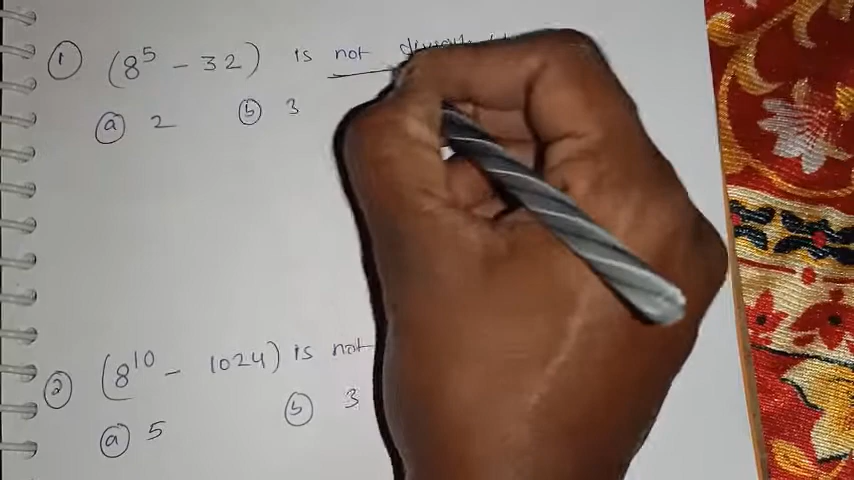 ① (8⁵ - 32) is not
ⓐ 2 ⓑ 3
② (8¹⁰ - 1024) is not
ⓐ 5 ⓑ 3